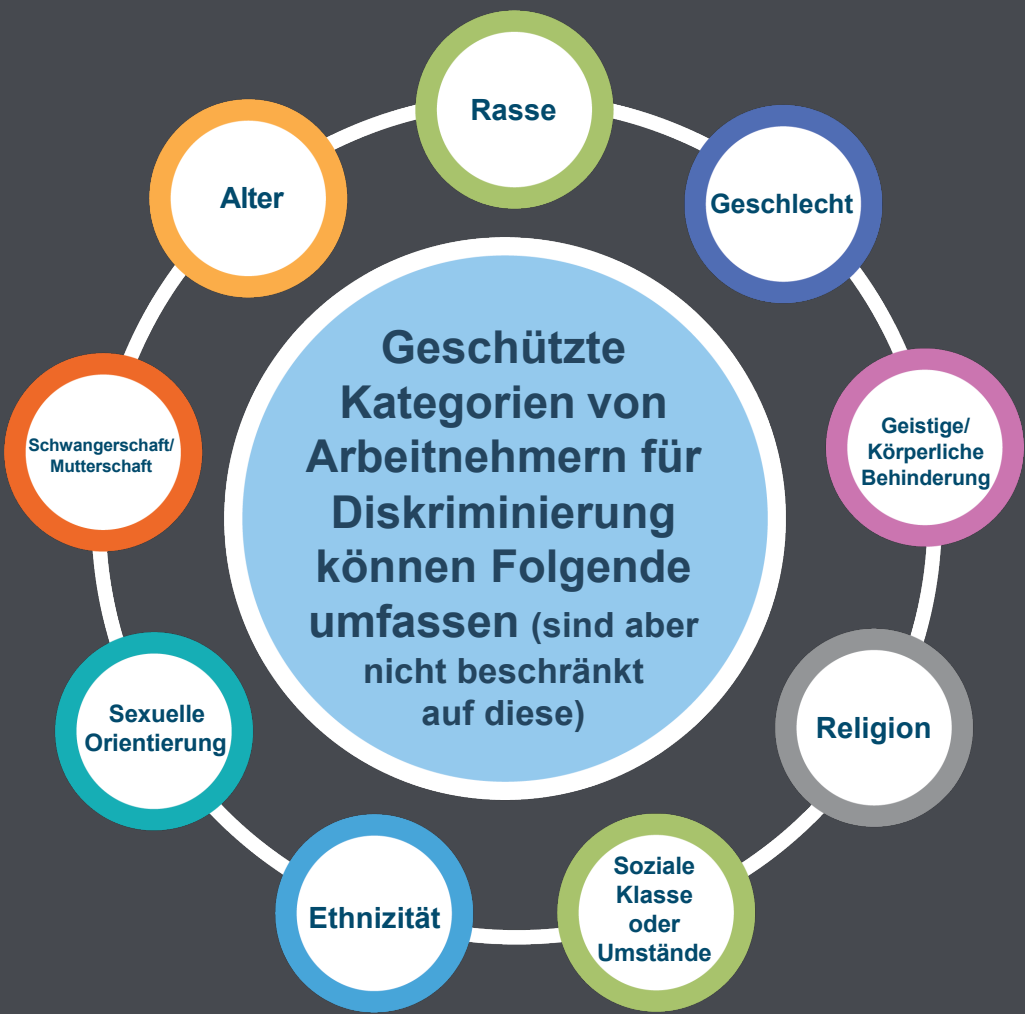 Rasse
Geschlecht
Geistige/
Körperliche
Behinderung
Religion
Soziale
Klasse
oder
Umstände
Ethnizität
Sexuelle
Orientierung
Schwangerschaft/
Mutterschaft
Alter
Geschützte
Kategorien von
Arbeitnehmern für
Diskriminierung
können Folgende
umfassen (sind aber
nicht beschränkt
auf diese)